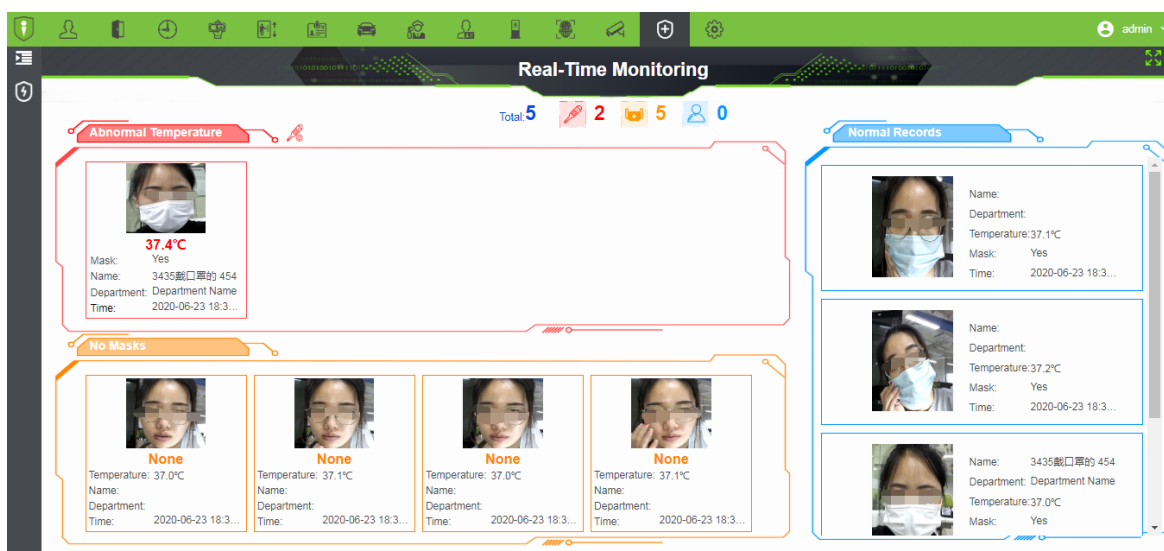 admin
Real-Time Monitoring
Total:5 2 5 0
Abnormal Temperature
37.4℃
Mask: Yes
Name: 3435戴口罩的 454
Department: Department Name
Time: 2020-06-23 18:3...
No Masks
None
Temperature: 37.0℃
Name:
Department:
Time: 2020-06-23 18:3...
None
Temperature: 37.1℃
Name:
Department:
Time: 2020-06-23 18:3...
None
Temperature: 37.0℃
Name:
Department:
Time: 2020-06-23 18:3...
None
Temperature: 37.1℃
Name:
Department:
Time: 2020-06-23 18:3...
Normal Records
Name:
Department:
Temperature:37.1℃
Mask: Yes
Time: 2020-06-23 18:3...
Name:
Department:
Temperature:37.2℃
Mask: Yes
Time: 2020-06-23 18:3...
Name: 3435戴口罩的 454
Department: Department Name
Temperature:37.0℃
Mask: Yes